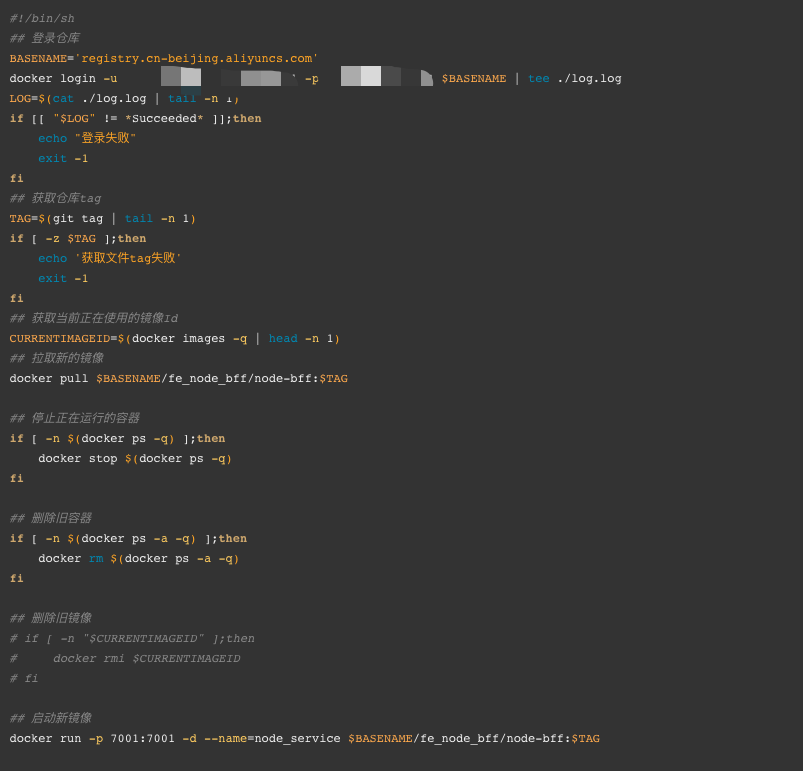 #!/bin/sh
## 登录仓库
BASENAME='registry.cn-beijing.aliyuncs.com'
docker login -u ' -p $BASENAME | tee ./log.log
LOG=$(cat ./log.log | tail -n 1)
if [[ "$LOG" != *Succeeded* ]];then
    echo "登录失败"
    exit -1
fi
## 获取仓库tag
TAG=$(git tag | tail -n 1)
if [ -z $TAG ];then
    echo '获取文件tag失败'
    exit -1
fi
## 获取当前正在使用的镜像Id
CURRENTIMAGEID=$(docker images -q | head -n 1)
## 拉取新的镜像
docker pull $BASENAME/fe_node_bff/node-bff:$TAG
## 停止正在运行的容器
if [ -n $(docker ps -q) ];then
    docker stop $(docker ps -q)
fi
## 删除旧容器
if [ -n $(docker ps -a -q) ];then
    docker rm $(docker ps -a -q)
fi
## 删除旧镜像
# if [ -n "$CURRENTIMAGEID" ];then
#     docker rmi $CURRENTIMAGEID
# fi
## 启动新镜像
docker run -p 7001:7001 -d --name=node_service $BASENAME/fe_node_bff/node-bff:$TAG